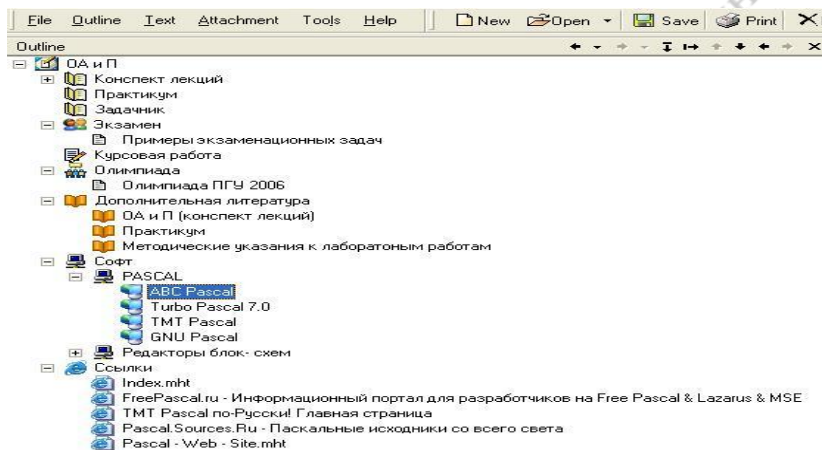 File Outline Text Attachment Tools Help New Open Save Print
Outline
ОА и П
Конспект лекций
Практикум
Задачник
Экзамен
Примеры экзаменационных задач
Курсовая работа
Олимпиада
Олимпиада ПГУ 2006
Дополнительная литература
ОА и П (конспект лекций)
Практикум
Методические указания к лаборатоным работам
Софт
PASCAL
ABC Pascal
Turbo Pascal 7.0
TMT Pascal
GNU Pascal
Редакторы блок- схем
Ссылки
Index.mht
FreePascal.ru - Информационный портал для разработчиков на Free Pascal & Lazarus & MSE
TMT Pascal по-Русски! Главная страница
Pascal.Sources.Ru - Паскальные исходники со всего света
Pascal - Web - Site.mht